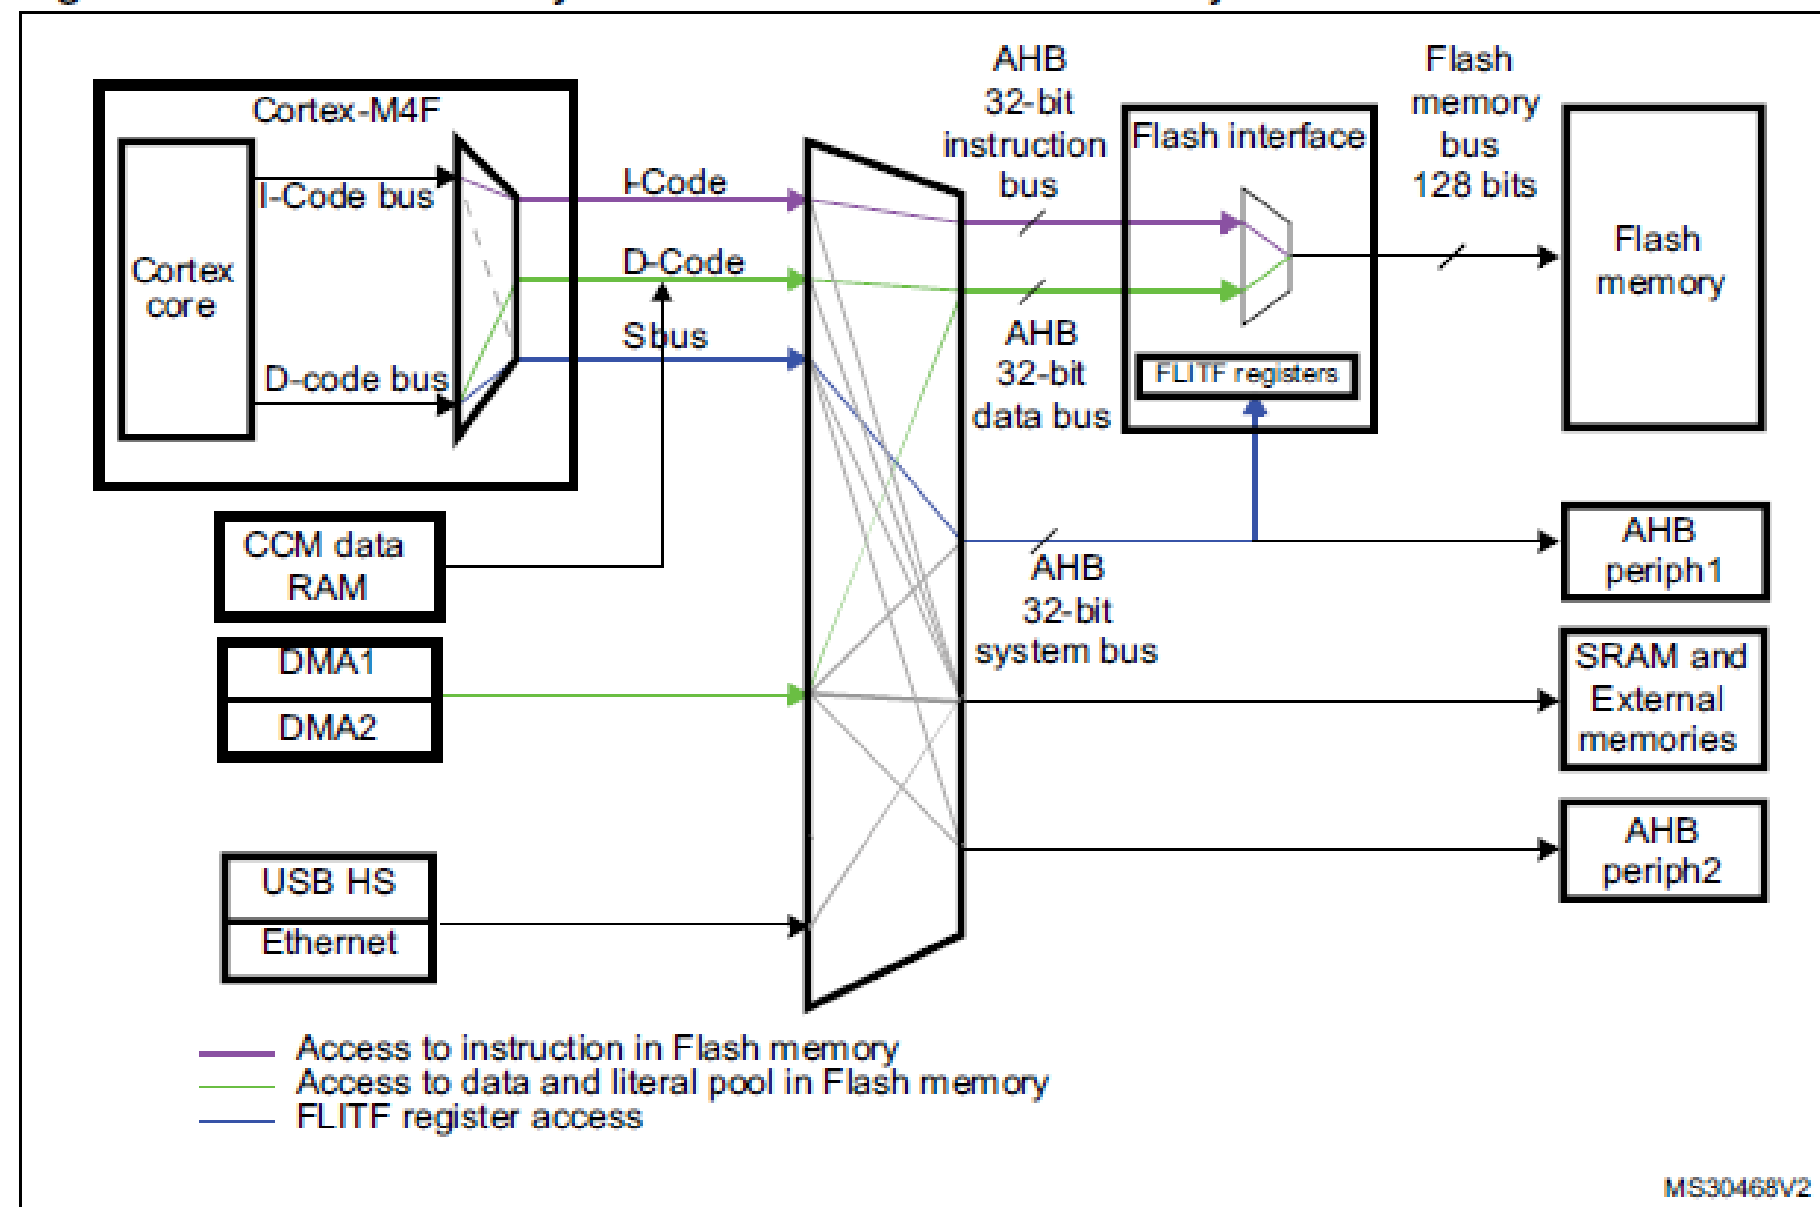 Cortex-M4F
Cortex
core
I-Code bus
D-code bus
I-Code
D-Code
Sbus
AHB
32-bit
instruction
bus
AHB
32-bit
data bus
AHB
32-bit
system bus
Flash interface
FLITF registers
Flash
memory
bus
128 bits
Flash
memory
CCM data
RAM
DMA1
DMA2
USB HS
Ethernet
AHB
periph1
SRAM and
External
memories
AHB
periph2
Access to instruction in Flash memory
Access to data and literal pool in Flash memory
FLITF register access
MS30468V2